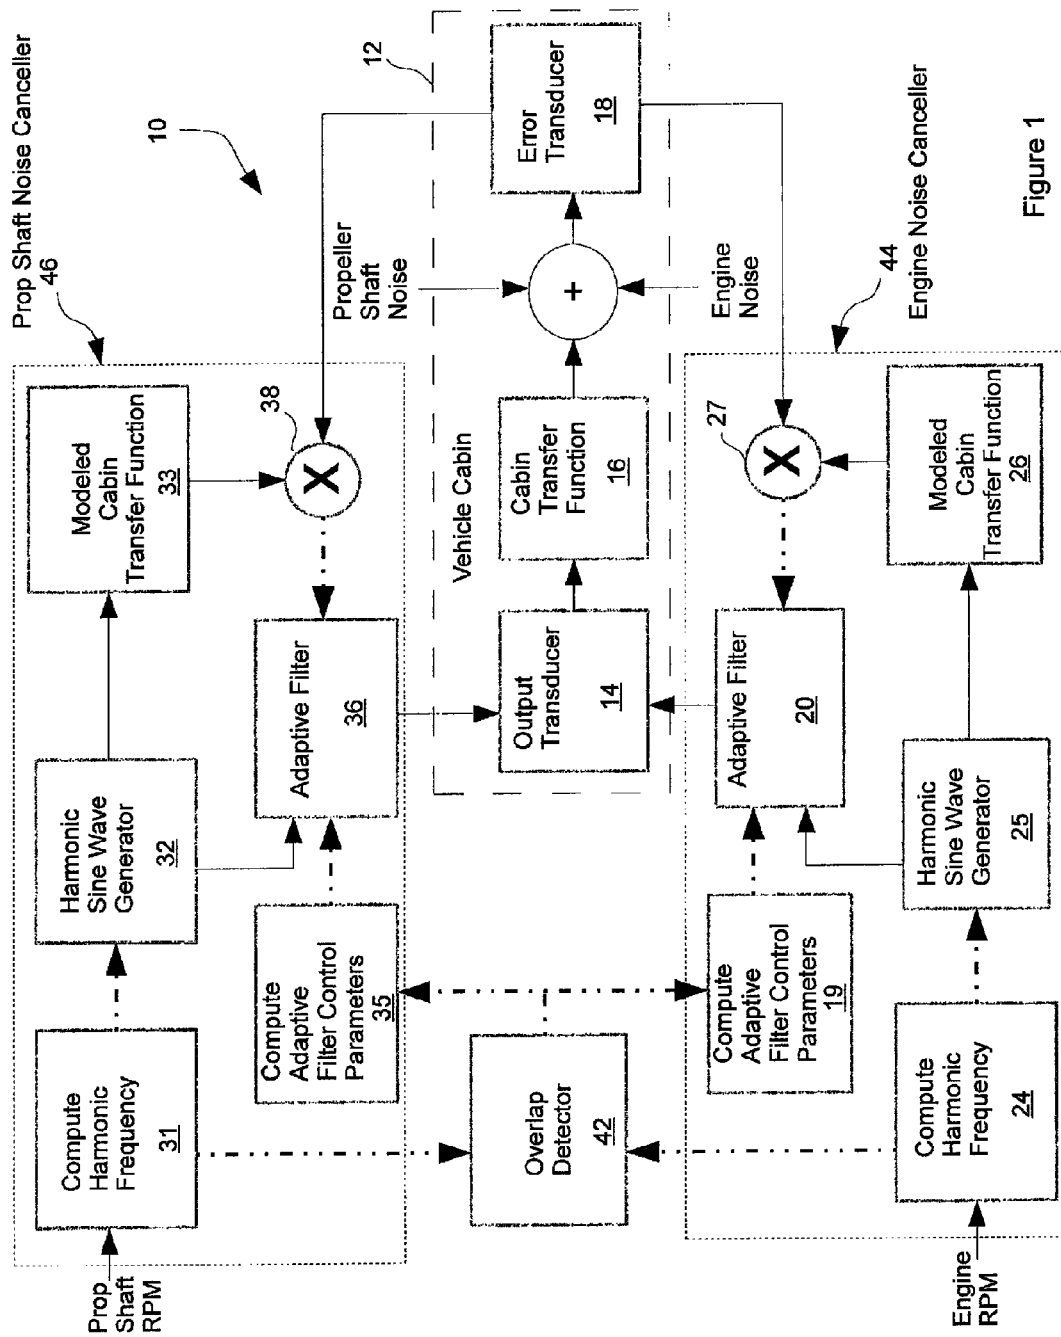 Prop Shaft Noise Canceller
46
Prop
Shaft
RPM
Compute
Harmonic
Frequency
31
Harmonic
Sine Wave
Generator
32
Modeled
Cabin
Transfer Function
33
10
Compute
Adaptive
Filter Control
Parameters
35
Adaptive Filter
36
X
38
Propeller
Shaft
Noise
12
Overlap
Detector
42
Vehicle Cabin
Output
Transducer
14
Cabin
Transfer
Function
16
+
Error
Transducer
18
Engine
Noise
Compute
Adaptive
Filter Control
Parameters
19
Adaptive Filter
20
X
27
44
Engine Noise Canceller
Engine
RPM
Compute
Harmonic
Frequency
24
Harmonic
Sine Wave
Generator
25
Modeled
Cabin
Transfer Function
26
Figure 1